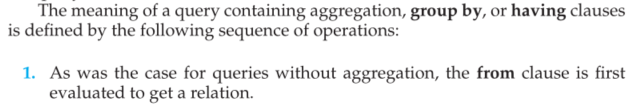 The meaning of a query containing aggregation, group by, or having clauses
is defined by the following sequence of operations:
1. As was the case for queries without aggregation, the from clause is first
evaluated to get a relation.